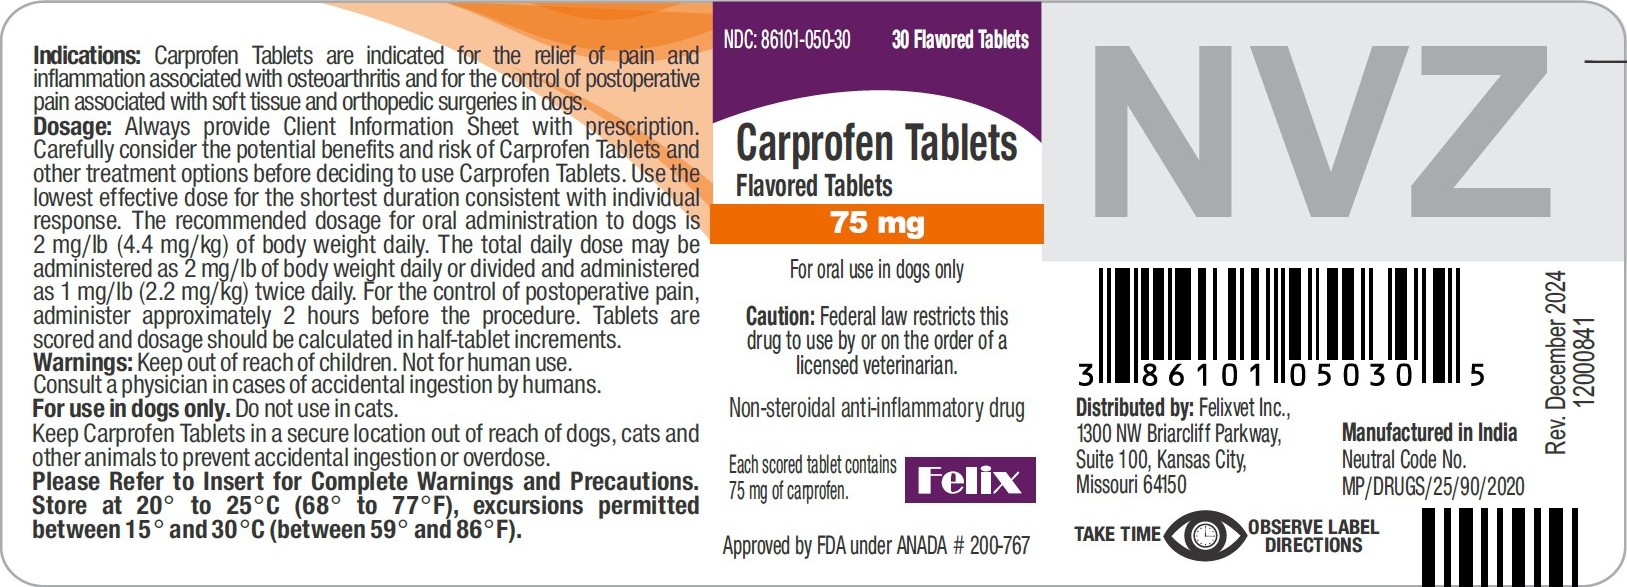 Indications: Carprofen Tablets are indicated for the relief of pain and
inflammation associated with osteoarthritis and for the control of postoperative
pain associated with soft tissue and orthopedic surgeries in dogs.
Dosage: Always provide Client Information Sheet with prescription.
Carefully consider the potential benefits and risk of Carprofen Tablets and
other treatment options before deciding to use Carprofen Tablets. Use the
lowest effective dose for the shortest duration consistent with individual
response. The recommended dosage for oral administration to dogs is
2 mg/lb (4.4 mg/kg) of body weight daily. The total daily dose may be
administered as 2 mg/lb of body weight daily or divided and administered
as 1 mg/lb (2.2 mg/kg) twice daily. For the control of postoperative pain,
administer approximately 2 hours before the procedure. Tablets are
scored and dosage should be calculated in half-tablet increments.
Warnings: Keep out of reach of children. Not for human use.
Consult a physician in cases of accidental ingestion by humans.
For use in dogs only. Do not use in cats.
Keep Carprofen Tablets in a secure location out of reach of dogs, cats and
other animals to prevent accidental ingestion or overdose.
Please Refer to Insert for Complete Warnings and Precautions.
Store at 20° to 25°C (68° to 77°F), excursions permitted
between 15° and 30°C (between 59° and 86°F).
NDC: 86101-050-30 30 Flavored Tablets
Carprofen Tablets
Flavored Tablets
75 mg
For oral use in dogs only
Caution: Federal law restricts this
drug to use by or on the order of a
licensed veterinarian.
Non-steroidal anti-inflammatory drug
Each scored tablet contains
75 mg of carprofen.
Felix
Approved by FDA under ANADA # 200-767
NVZ
3 86101 05030 5
Distributed by: Felixvet Inc.,
1300 NW Briarcliff Parkway,
Suite 100, Kansas City,
Missouri 64150
Manufactured in India
Neutral Code No.
MP/DRUGS/25/90/2020
TAKE TIME OBSERVE LABEL
DIRECTIONS
Rev. December 2024
12000841